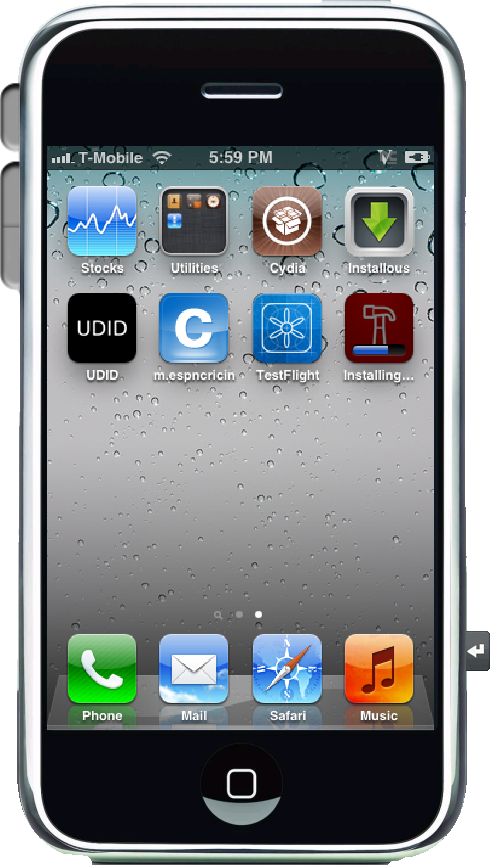 T-Mobile 5:59 PM
Stocks Utilities Cydia Installous
UDID C
UDID m.espncricin TestFlight Installing...
Phone Mail Safari Music